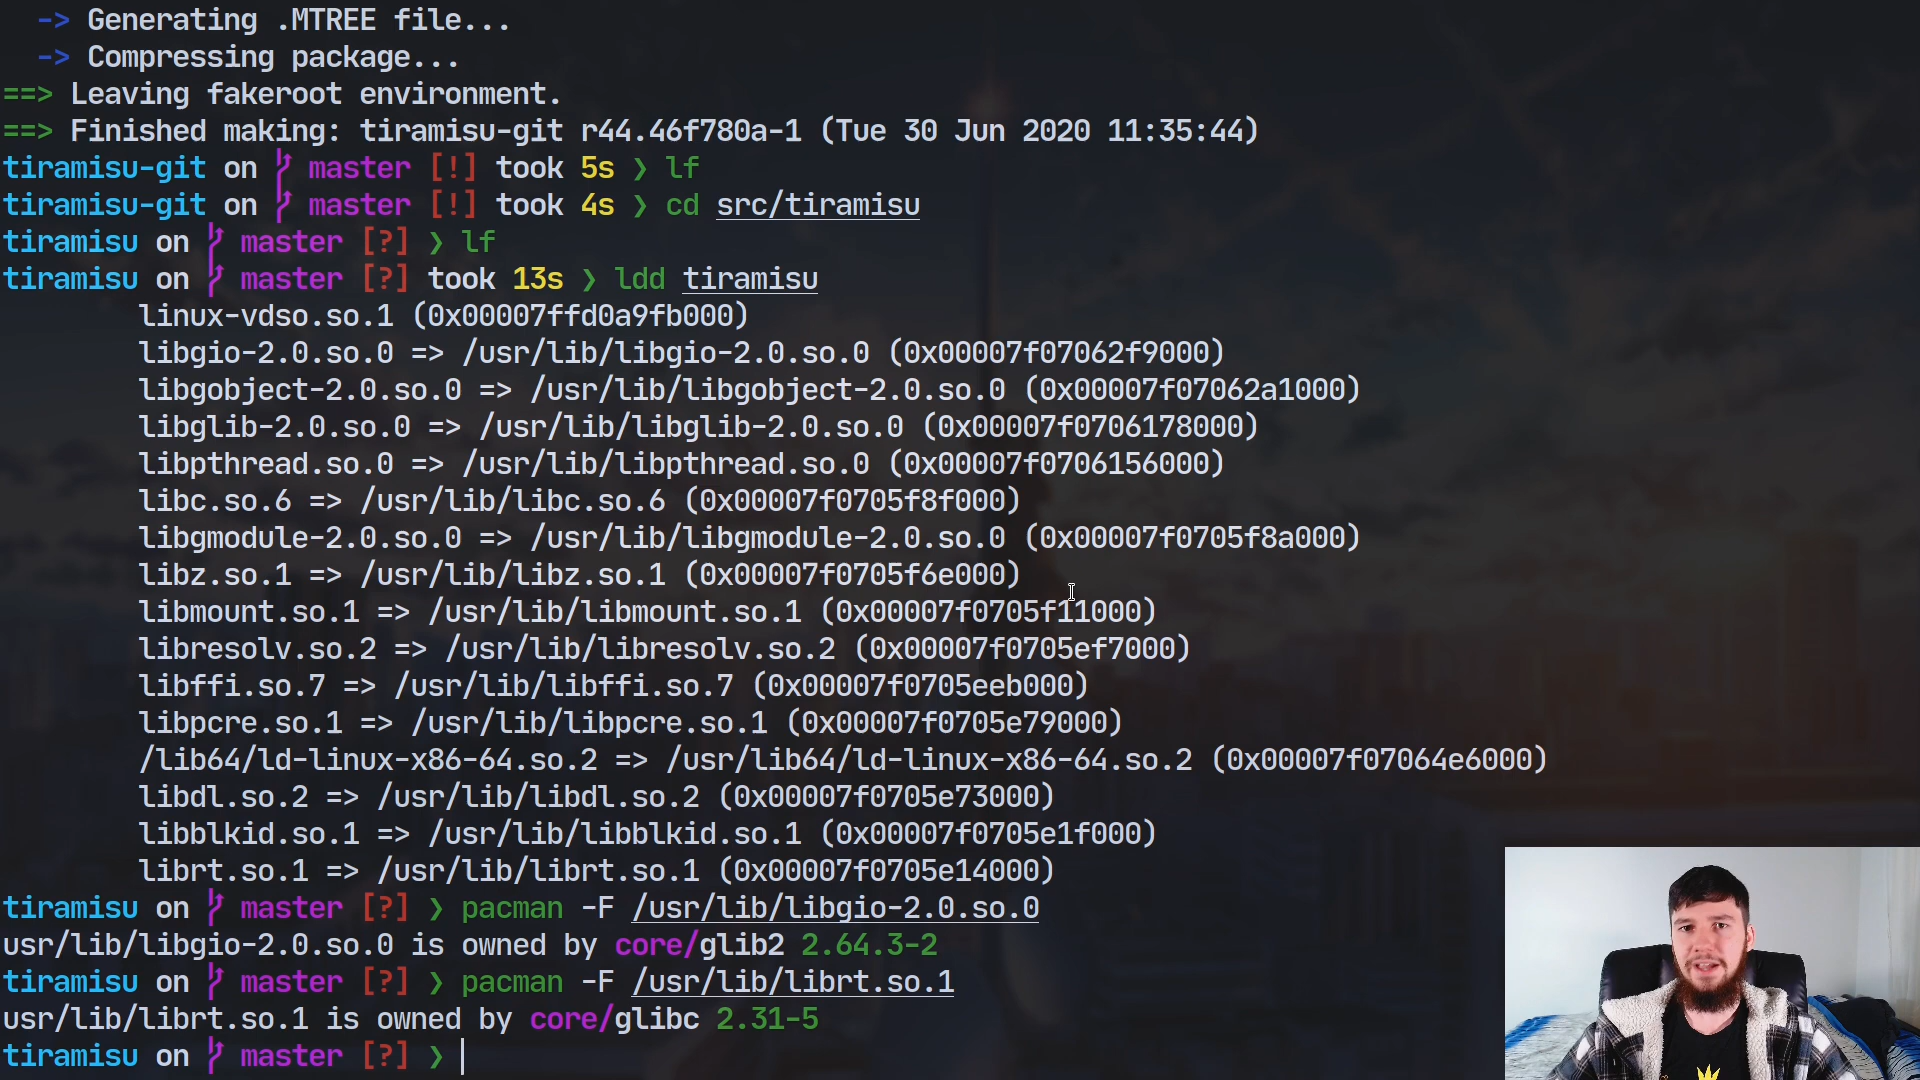 -> Generating .MTREE file...
-> Compressing package...
==> Leaving fakeroot environment.
==> Finished making: tiramisu-git r44.46f780a-1 (Tue 30 Jun 2020 11:35:44)
tiramisu-git on master [!] took 5s ❯ lf
tiramisu-git on master [!] took 4s ❯ cd src/tiramisu
tiramisu on master [?] ❯ lf
tiramisu on master [?] took 13s ❯ ldd tiramisu
linux-vdso.so.1 (0x00007ffd0a9fb000)
libgio-2.0.so.0 => /usr/lib/libgio-2.0.so.0 (0x00007f07062f9000)
libgobject-2.0.so.0 => /usr/lib/libgobject-2.0.so.0 (0x00007f07062a1000)
libglib-2.0.so.0 => /usr/lib/libglib-2.0.so.0 (0x00007f0706178000)
libpthread.so.0 => /usr/lib/libpthread.so.0 (0x00007f0706156000)
libc.so.6 => /usr/lib/libc.so.6 (0x00007f0705f8f000)
libgmodule-2.0.so.0 => /usr/lib/libgmodule-2.0.so.0 (0x00007f0705f8a000)
libz.so.1 => /usr/lib/libz.so.1 (0x00007f0705f6e000)
libmount.so.1 => /usr/lib/libmount.so.1 (0x00007f0705f11000)
libresolv.so.2 => /usr/lib/libresolv.so.2 (0x00007f0705ef7000)
libffi.so.7 => /usr/lib/libffi.so.7 (0x00007f0705eeb000)
libpcre.so.1 => /usr/lib/libpcre.so.1 (0x00007f0705e79000)
/lib64/ld-linux-x86-64.so.2 => /usr/lib64/ld-linux-x86-64.so.2 (0x00007f07064e6000)
libdl.so.2 => /usr/lib/libdl.so.2 (0x00007f0705e73000)
libblkid.so.1 => /usr/lib/libblkid.so.1 (0x00007f0705e1f000)
librt.so.1 => /usr/lib/librt.so.1 (0x00007f0705e14000)
tiramisu on master [?] ❯ pacman -F /usr/lib/libgio-2.0.so.0
usr/lib/libgio-2.0.so.0 is owned by core/glib2 2.64.3-2
tiramisu on master [?] ❯ pacman -F /usr/lib/librt.so.1
usr/lib/librt.so.1 is owned by core/glibc 2.31-5
tiramisu on master [?] ❯